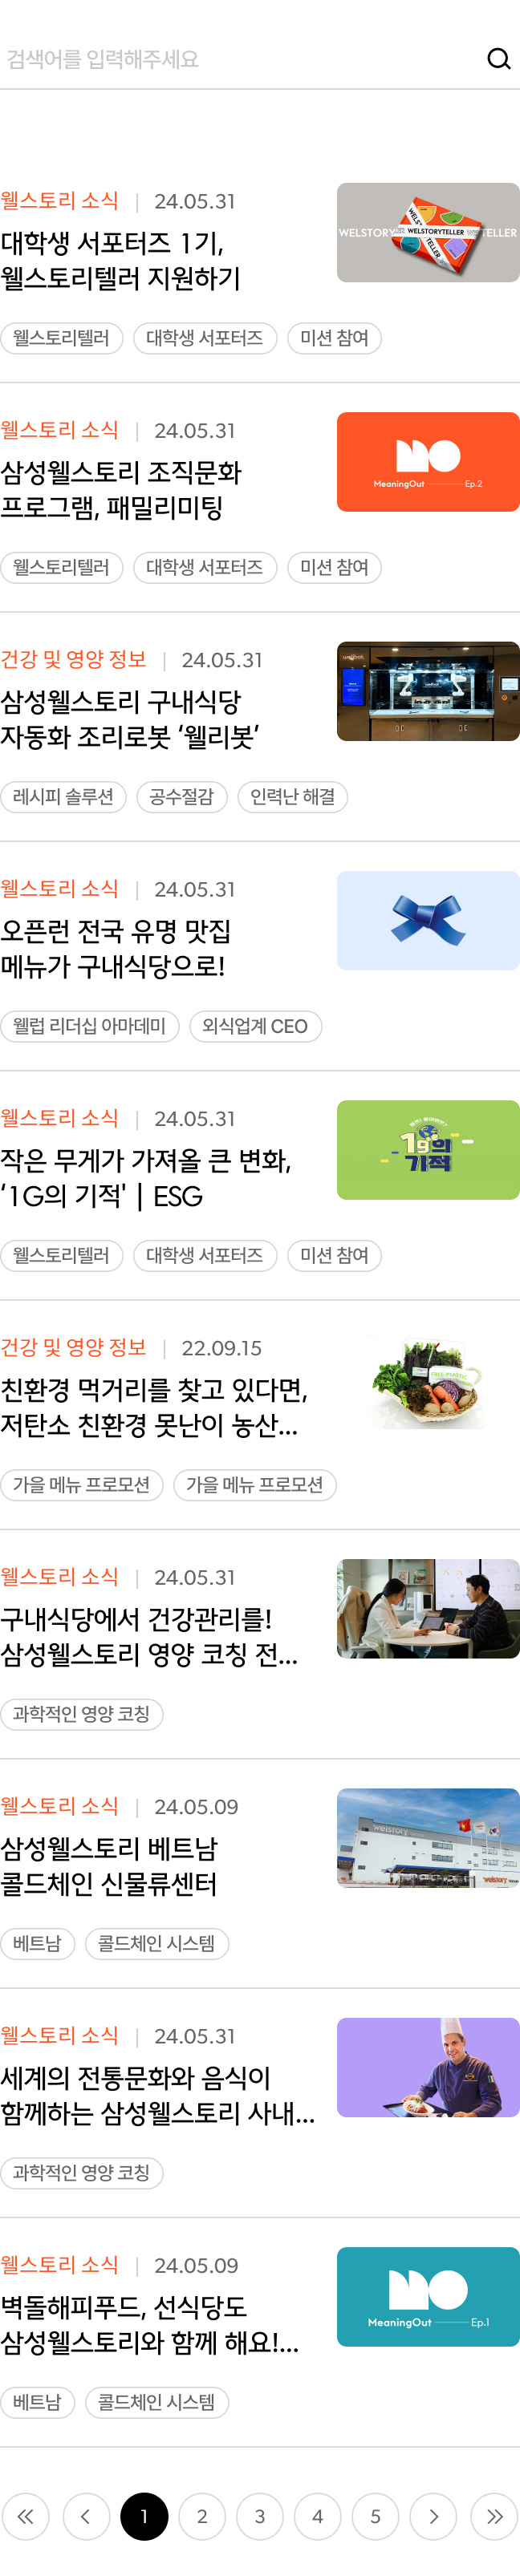 검색어를 입력해주세요
웰스토리 소식 | 24.05.31
대학생 서포터즈 1기,
웰스토리텔러 지원하기
WELSTORY
WELSTORYTELLER
TELLER
웰스토리텔러 대학생 서포터즈 미션 참여
웰스토리 소식 | 24.05.31
삼성웰스토리 조직문화
프로그램, 패밀리미팅
MeaningOut Ep.2
웰스토리텔러 대학생 서포터즈 미션 참여
건강 및 영양 정보 | 24.05.31
삼성웰스토리 구내식당
자동화 조리로봇 ‘웰리봇’
레시피 솔루션 공수절감 인력난 해결
웰스토리 소식 | 24.05.31
오픈런 전국 유명 맛집
메뉴가 구내식당으로!
웰럽 리더십 아마데미 외식업계 CEO
웰스토리 소식 | 24.05.31
작은 무게가 가져올 큰 변화,
‘1G의 기적' | ESG
1g의
기적
웰스토리텔러 대학생 서포터즈 미션 참여
건강 및 영양 정보 | 22.09.15
친환경 먹거리를 찾고 있다면,
저탄소 친환경 못난이 농산...
가을 메뉴 프로모션 가을 메뉴 프로모션
웰스토리 소식 | 24.05.31
구내식당에서 건강관리를!
삼성웰스토리 영양 코칭 전...
과학적인 영양 코칭
웰스토리 소식 | 24.05.09
삼성웰스토리 베트남
콜드체인 신물류센터
welstory
welstory
베트남 콜드체인 시스템
웰스토리 소식 | 24.05.31
세계의 전통문화와 음식이
함께하는 삼성웰스토리 사내...
과학적인 영양 코칭
웰스토리 소식 | 24.05.09
벽돌해피푸드, 선식당도
삼성웰스토리와 함께 해요!...
MeaningOut Ep.1
베트남 콜드체인 시스템
1 2 3 4 5